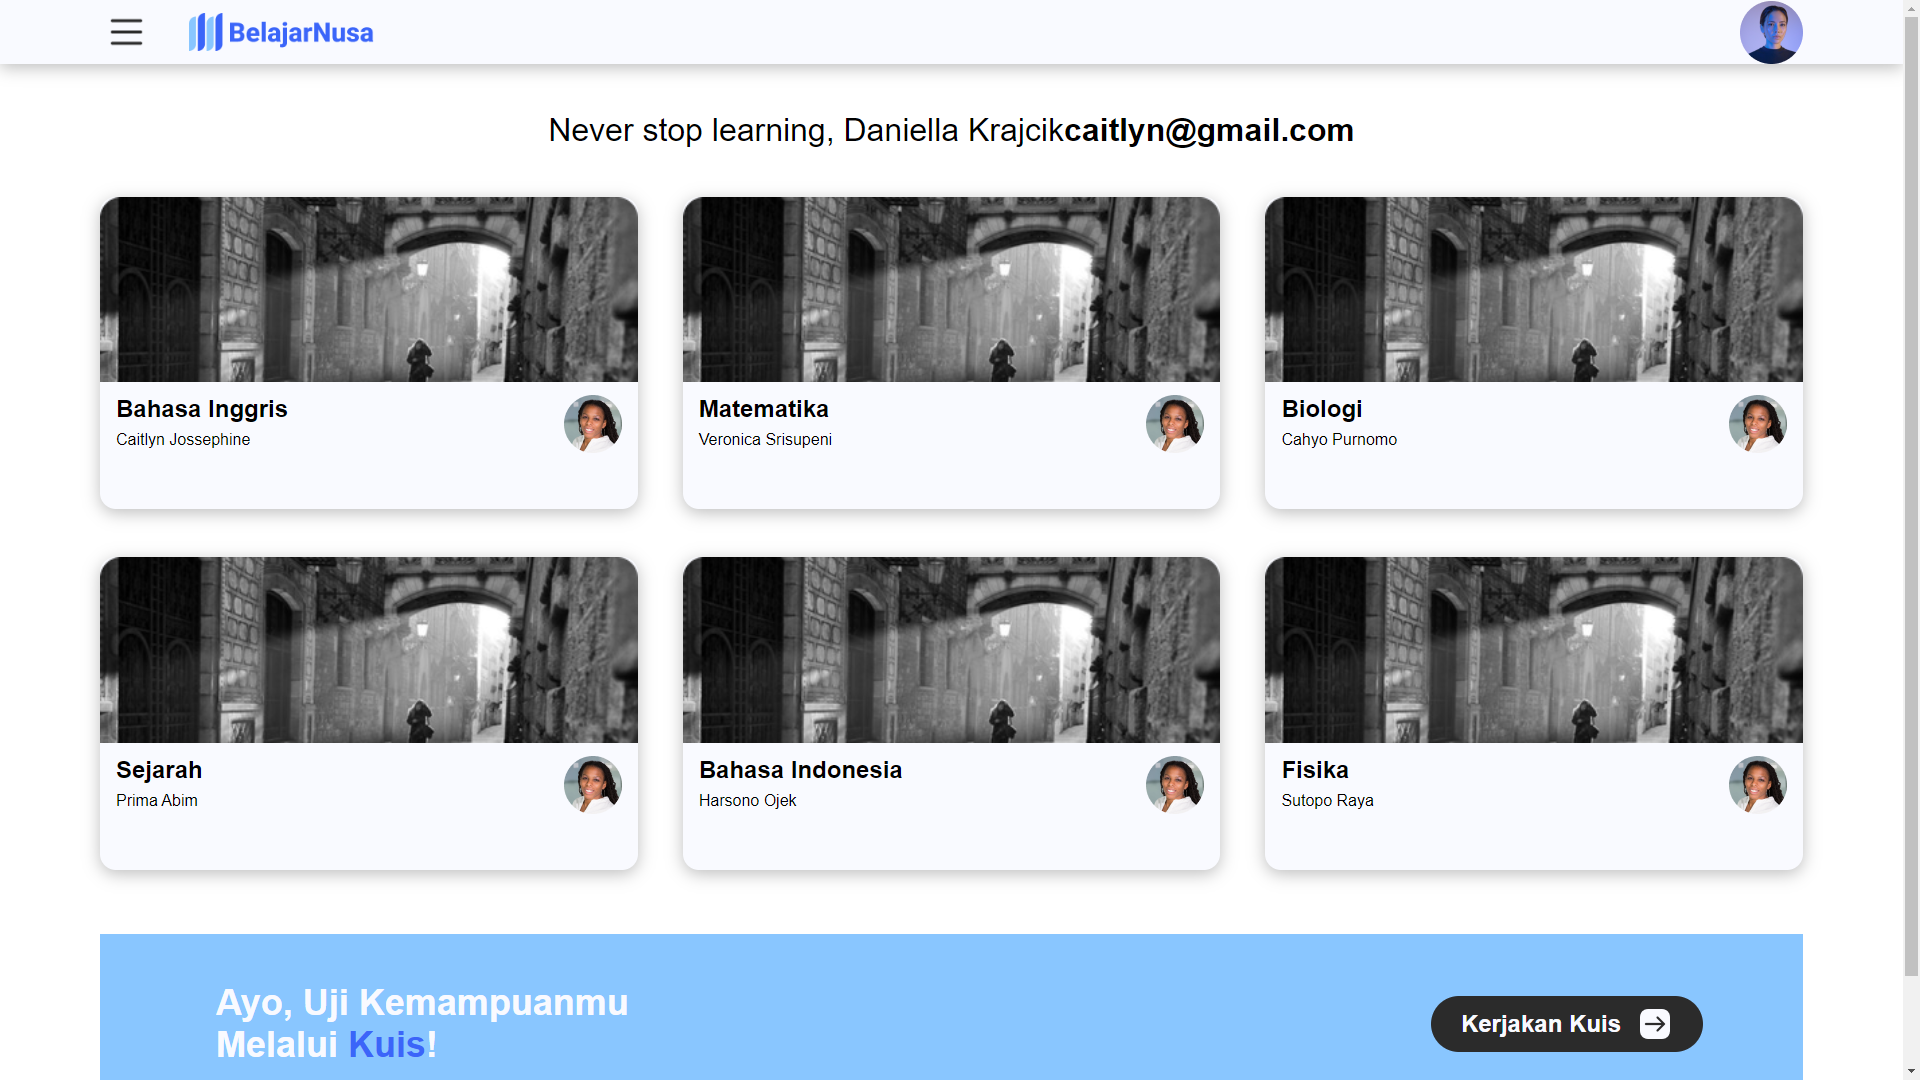 BelajarNusa
Never stop learning, Daniella Krajcikcaitlyn@gmail.com
Bahasa Inggris
Caitlyn Jossephine
Matematika
Veronica Srisupeni
Biologi
Cahyo Purnomo
Sejarah
Prima Abim
Bahasa Indonesia
Harsono Ojek
Fisika
Sutopo Raya
Ayo, Uji Kemampuanmu
Melalui Kuis!
Kerjakan Kuis